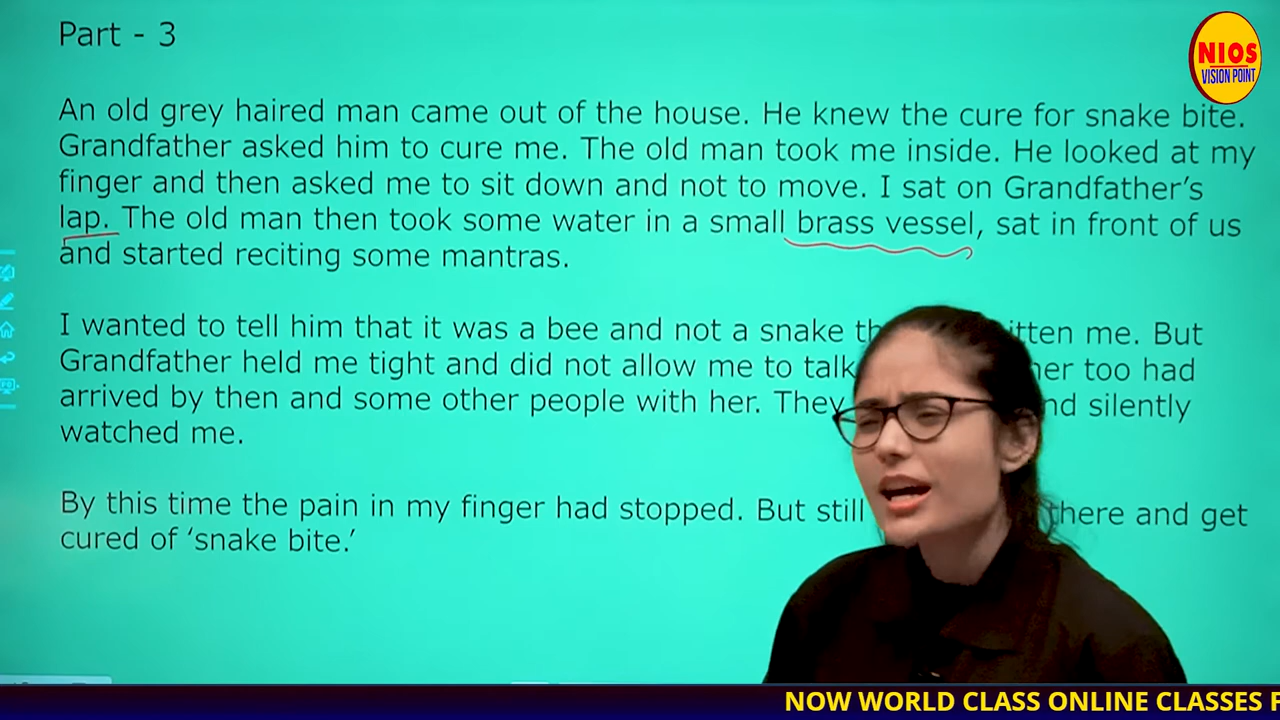 Part - 3
NIOS
VISION POINT
An old grey haired man came out of the house. He knew the cure for snake bite.
Grandfather asked him to cure me. The old man took me inside. He looked at my
finger and then asked me to sit down and not to move. I sat on Grandfather’s
lap. The old man then took some water in a small brass vessel, sat in front of us
and started reciting some mantras.
I wanted to tell him that it was a bee and not a snake me. But
Grandfather held me tight and did not allow me to talk too had
arrived by then and some other people with her. They silently
watched me.
By this time the pain in my finger had stopped. But still there and get
cured of ‘snake bite.’
NOW WORLD CLASS ONLINE CLASSES